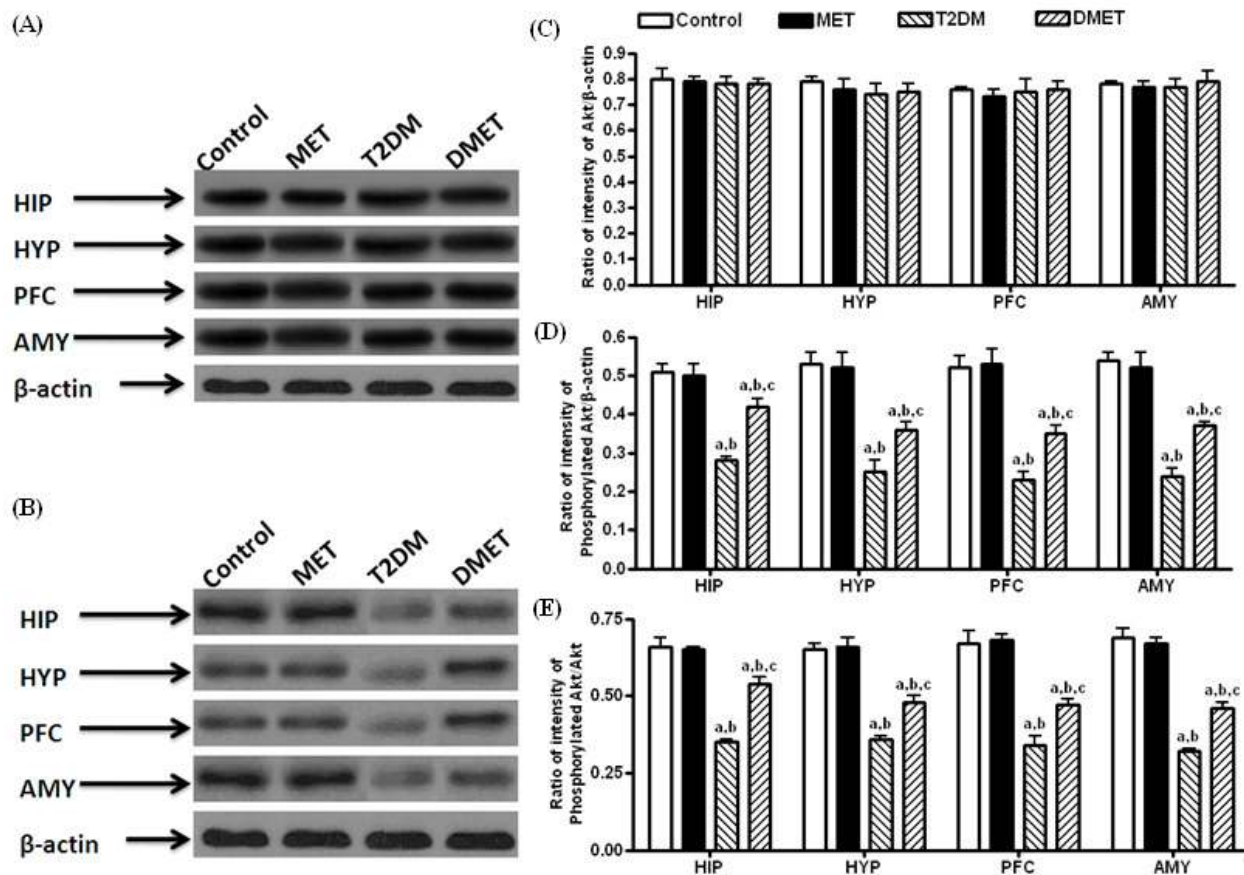 (A)
Control MET T2DM DMET
HIP
HYP
PFC
AMY
β-actin
(B)
Control MET T2DM DMET
HIP
HYP
PFC
AMY
β-actin
Control MET T2DM DMET
(C)
Ratio of intensity of Akt/β-actin
0.9
0.8
0.7
0.6
0.5
0.4
0.3
0.2
0.1
0.0
HIP HYP PFC AMY
(D)
Ratio of intensity of
Phosphorylated Akt/β-actin
0.6
0.5
0.4
0.3
0.2
0.1
0.0
a,b a,b,c a,b a,b,c a,b a,b,c a,b a,b,c
HIP HYP PFC AMY
(E)
Ratio of intensity of
Phosphorylated Akt/Akt
0.75
0.50
0.25
0.00
a,b a,b,c a,b a,b,c a,b a,b,c a,b a,b,c
HIP HYP PFC AMY